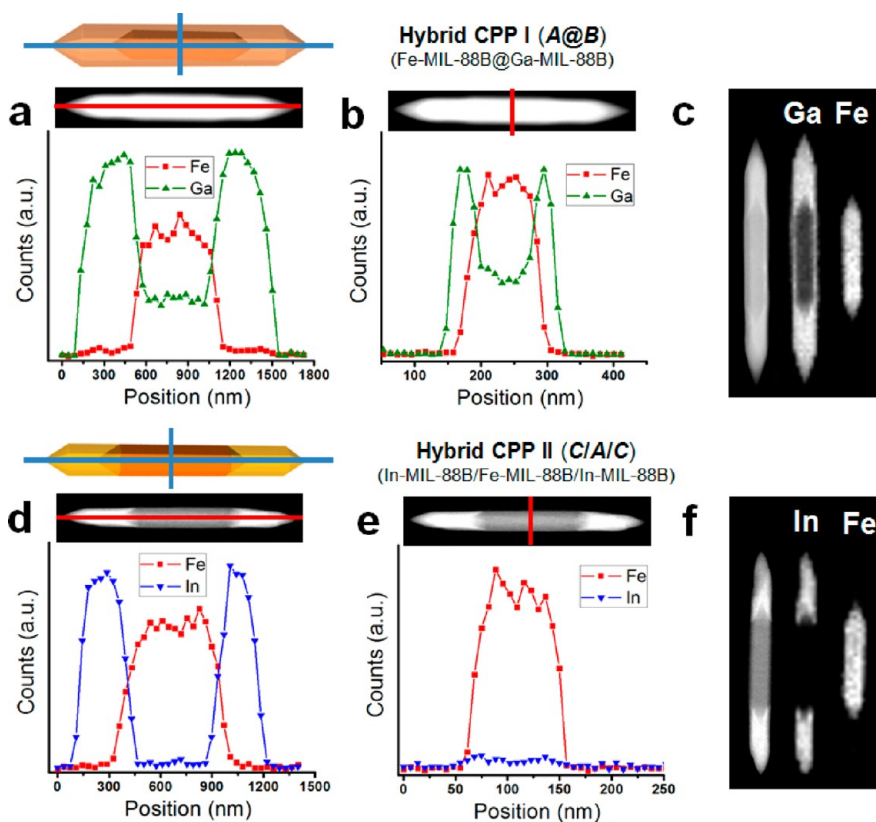 Hybrid CPP I (A@B)
(Fe-MIL-88B@Ga-MIL-88B)
a
Fe
Ga
Counts (a.u.)
0 300 600 900 1200 1500 1800
Position (nm)
b
Fe
Ga
Counts (a.u.)
100 200 300 400
Position (nm)
c
Ga Fe
Hybrid CPP II (C/A/C)
(In-MIL-88B/Fe-MIL-88B/In-MIL-88B)
d
Fe
In
Counts (a.u.)
0 300 600 900 1200 1500
Position (nm)
e
Fe
In
Counts (a.u.)
0 50 100 150 200 250
Position (nm)
f
In Fe